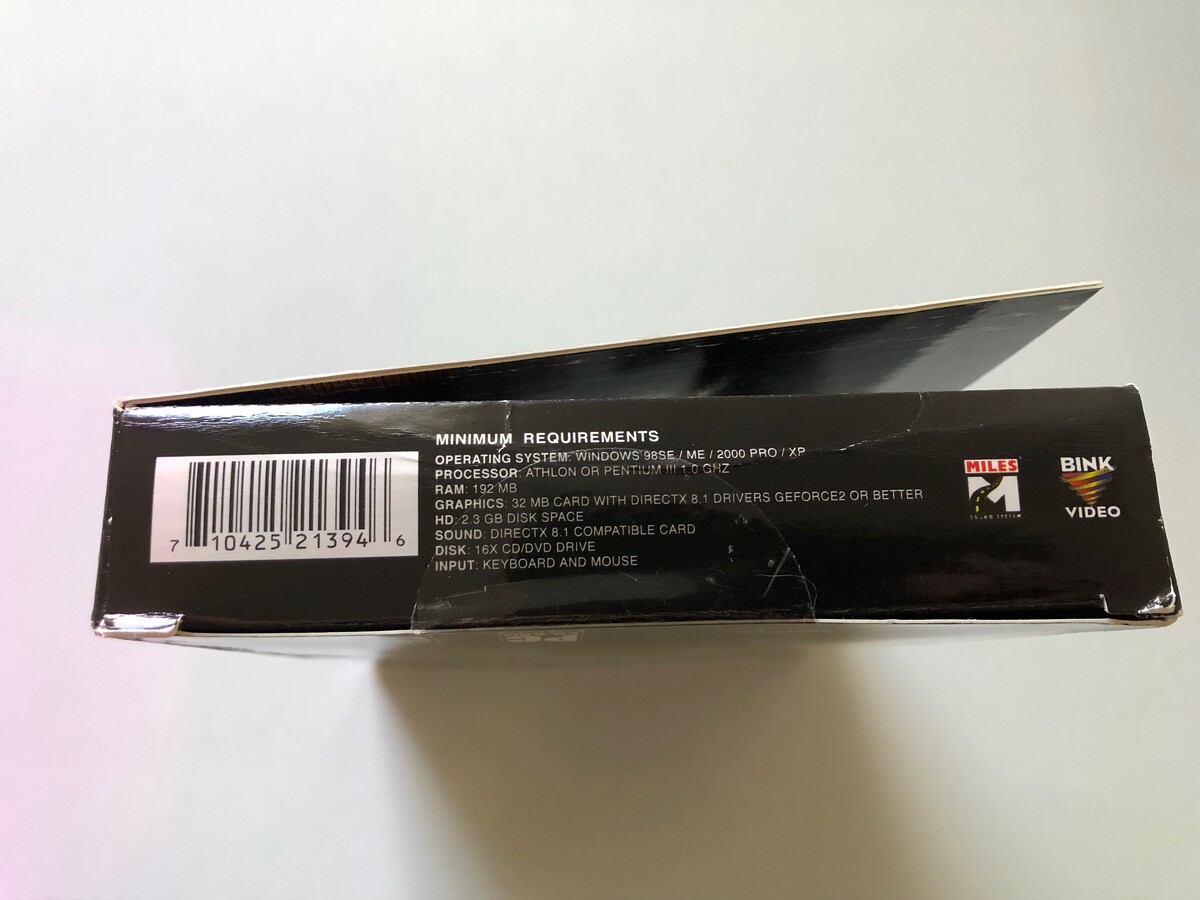 MINIMUM REQUIREMENTS
OPERATING SYSTEM: WINDOWS 98SE / ME / 2000 PRO / XP
PROCESSOR: ATHLON OR PENTIUM III 1.0 GHZ
RAM: 192 MB
GRAPHICS: 32 MB CARD WITH DIRECTX 8.1 DRIVERS GEFORCE2 OR BETTER
HD: 2.3 GB DISK SPACE
SOUND: DIRECTX 8.1 COMPATIBLE CARD
DISK: 16X CD/DVD DRIVE
INPUT: KEYBOARD AND MOUSE
7 10425 21394 6
MILES
SOUND SYSTEM
BINK
VIDEO